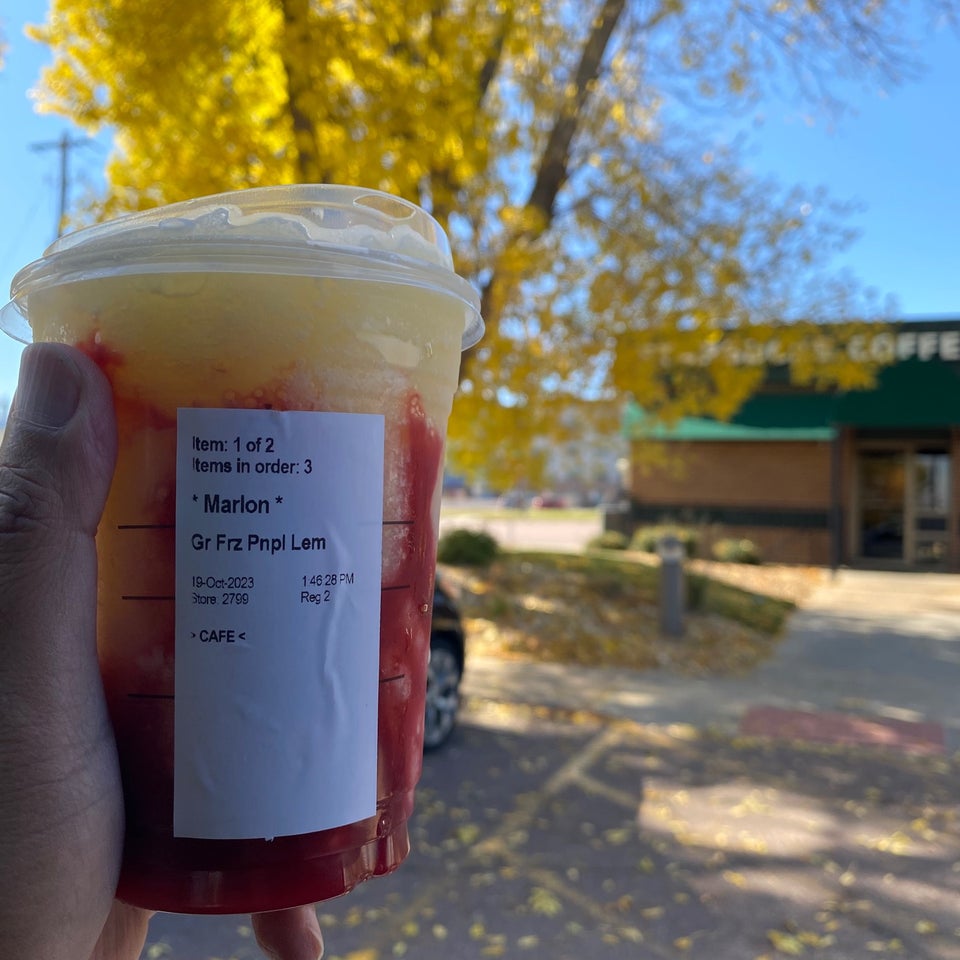 Item: 1 of 2
Items in order: 3
* Marlon *
Gr Frz Pnpl Lem
19-Oct-2023 1:46:28 PM
Store: 2799 Reg 2
> CAFE <
COFFE